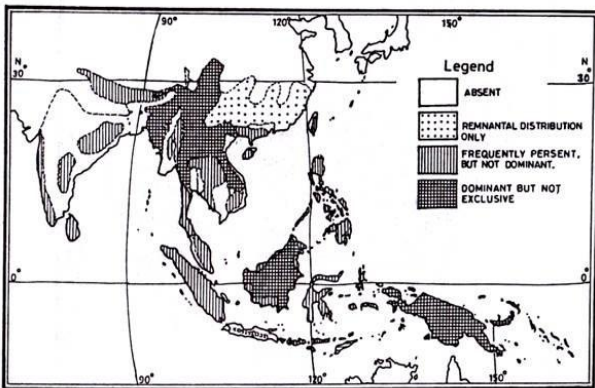 90° 120° 150°
Legend
30 30
ABSENT
REMNANTAL DISTRIBUTION
ONLY
FREQUENTLY PERSENT,
BUT NOT DOMINANT.
DOMINANT BUT NOT
EXCLUSIVE
0° 0°
90° 120° 150°